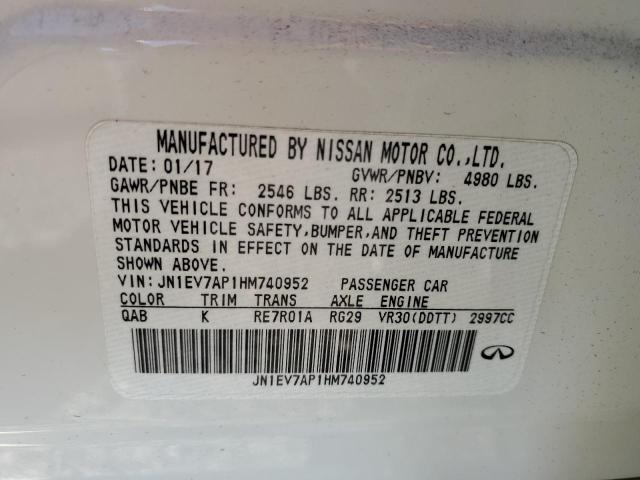 MANUFACTURED BY NISSAN MOTOR CO.,LTD.
DATE: 01/17 GVWR/PNBV: 4980 LBS.
GAWR/PNBE FR: 2546 LBS. RR: 2513 LBS.
THIS VEHICLE CONFORMS TO ALL APPLICABLE FEDERAL
MOTOR VEHICLE SAFETY,BUMPER,AND THEFT PREVENTION
STANDARDS IN EFFECT ON THE DATE OF MANUFACTURE
SHOWN ABOVE.
VIN:JN1EV7AP1HM740952 PASSENGER CAR
COLOR TRIM TRANS AXLE ENGINE
QAB K RE7R01A RG29 VR30(DDTT) 2997CC
JN1EV7AP1HM740952